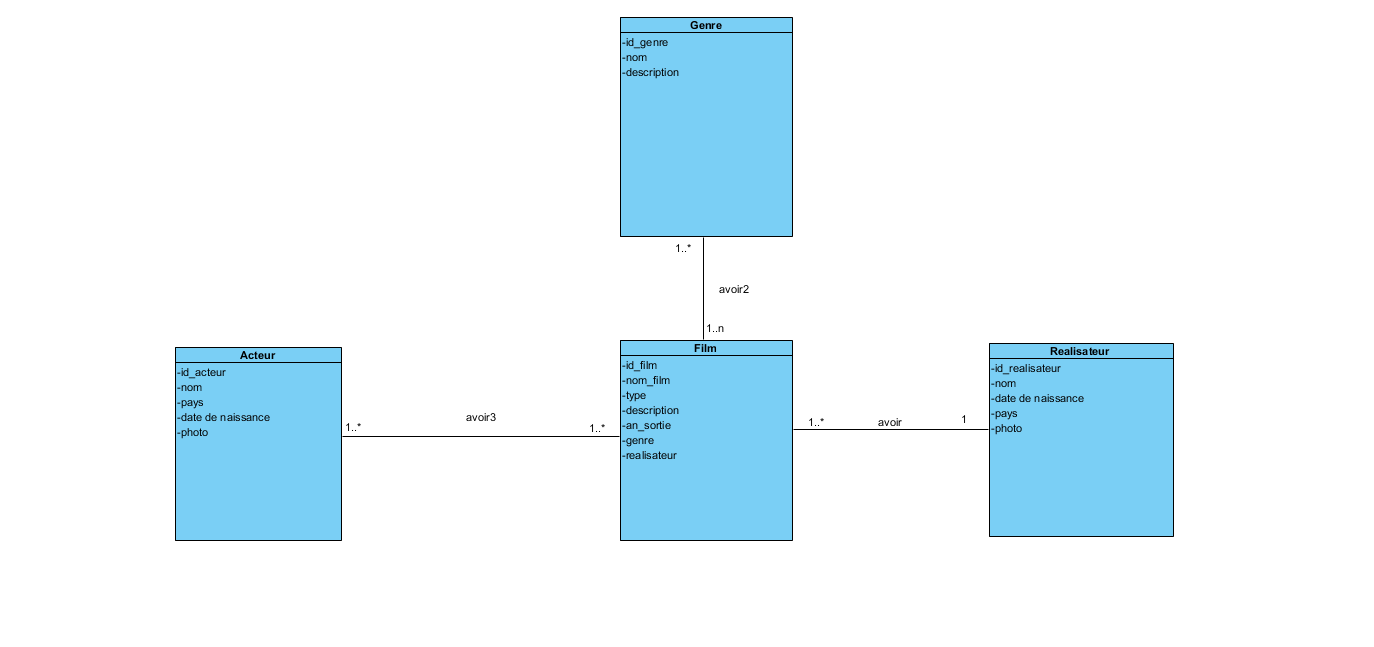 Genre
-id_genre
-nom
-description
1..*
avoir2
1..n
Acteur
-id_acteur
-nom
-pays
-date de naissance
-photo
1..*
avoir3
1..*
Film
-id_film
-nom_film
-type
-description
-an_sortie
-genre
-realisateur
1..*
avoir
1
Realisateur
-id_realisateur
-nom
-date de naissance
-pays
-photo